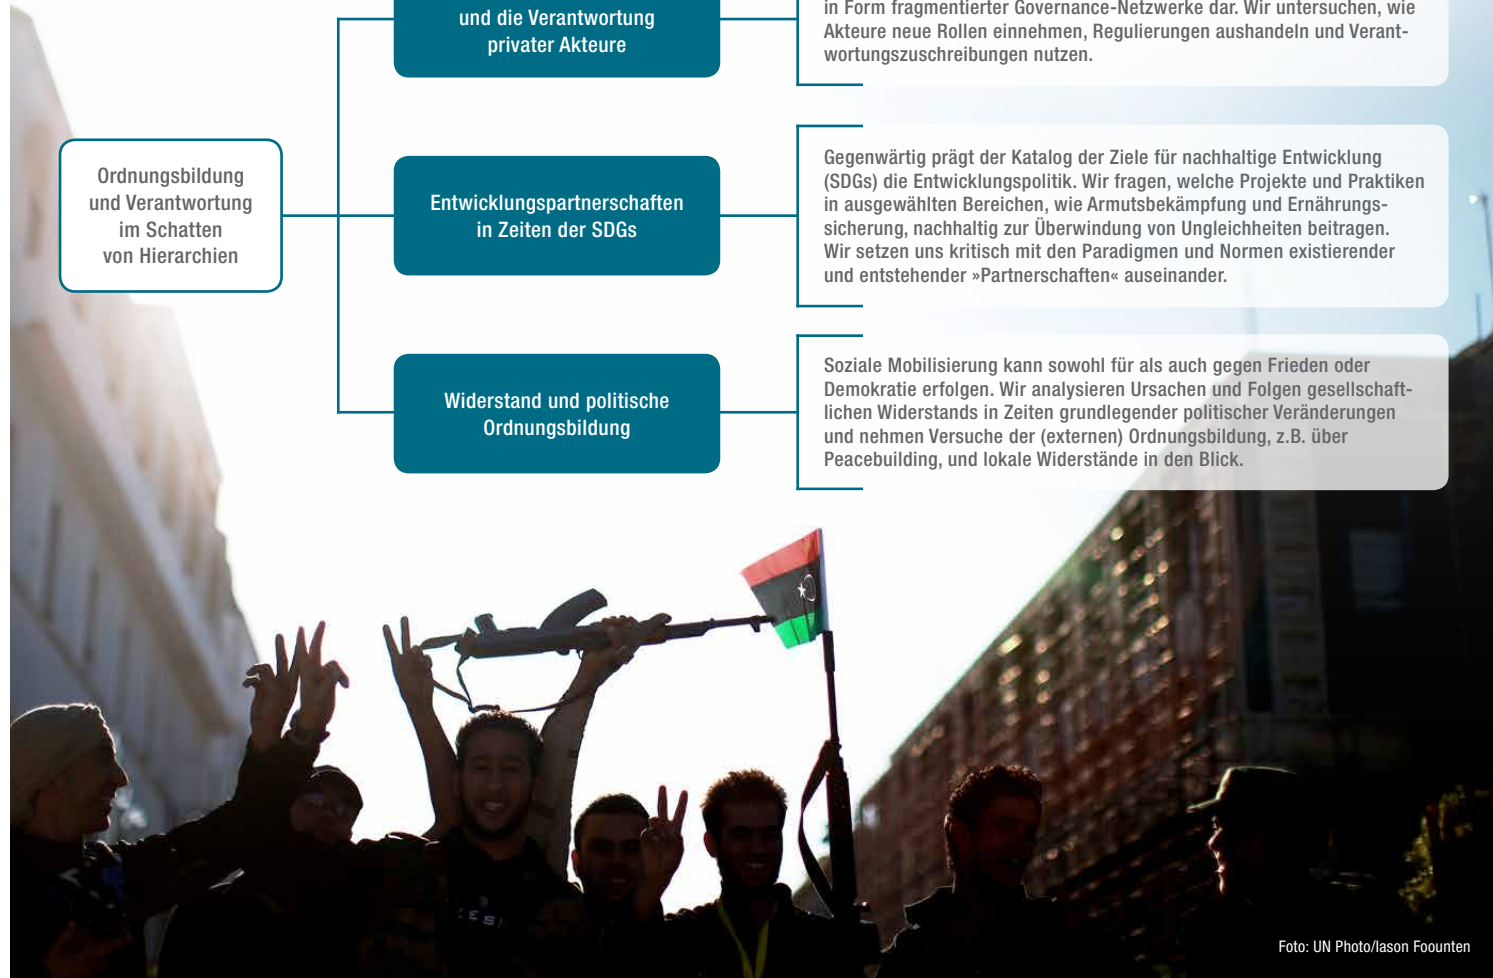 und die Verantwortung
privater Akteure
in Form fragmentierter Governance-Netzwerke dar. Wir untersuchen, wie
Akteure neue Rollen einnehmen, Regulierungen aushandeln und Verant-
wortungszuschreibungen nutzen.
Ordnungsbildung
und Verantwortung
im Schatten
von Hierarchien
Entwicklungspartnerschaften
in Zeiten der SDGs
Gegenwärtig prägt der Katalog der Ziele für nachhaltige Entwicklung
(SDGs) die Entwicklungspolitik. Wir fragen, welche Projekte und Praktiken
in ausgewählten Bereichen, wie Armutsbekämpfung und Ernährungs-
sicherung, nachhaltig zur Überwindung von Ungleichheiten beitragen.
Wir setzen uns kritisch mit den Paradigmen und Normen existierender
und entstehender »Partnerschaften« auseinander.
Widerstand und politische
Ordnungsbildung
Soziale Mobilisierung kann sowohl für als auch gegen Frieden oder
Demokratie erfolgen. Wir analysieren Ursachen und Folgen gesellschaft-
lichen Widerstands in Zeiten grundlegender politischer Veränderungen
und nehmen Versuche der (externen) Ordnungsbildung, z.B. über
Peacebuilding, und lokale Widerstände in den Blick.
Foto: UN Photo/Iason Foounten